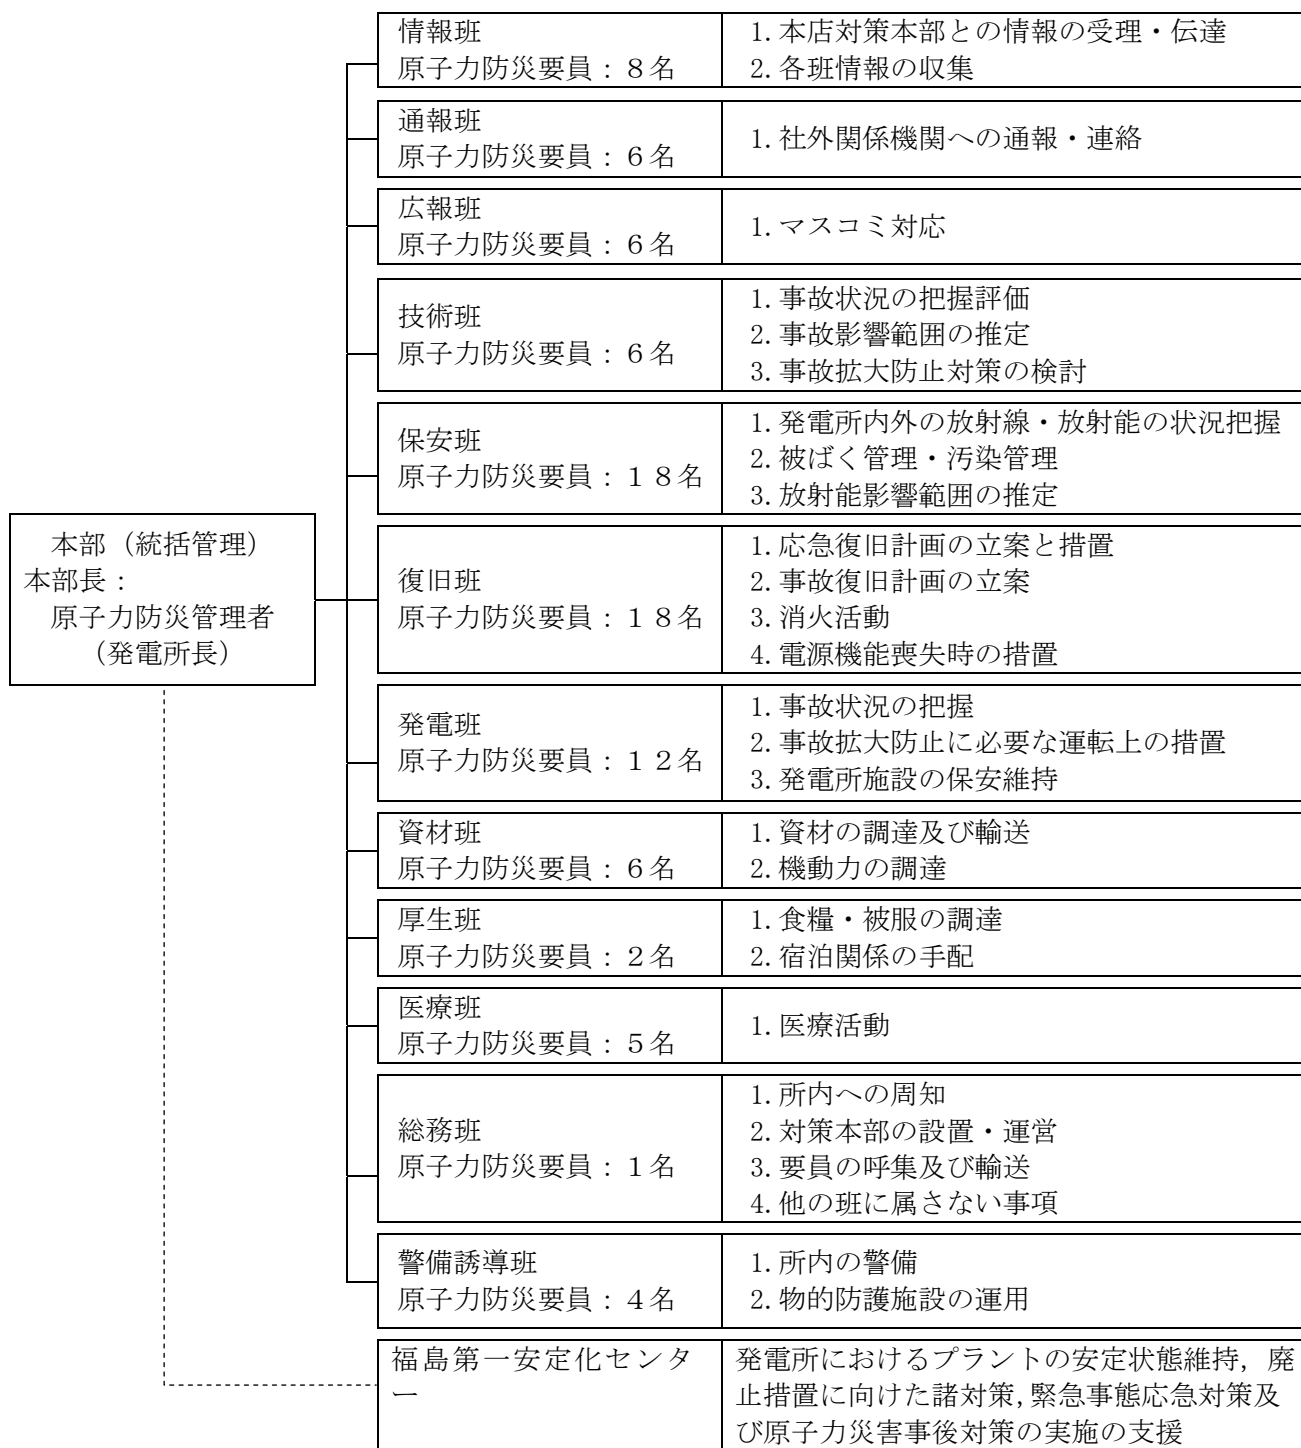 情報班
原子力防災要員：８名
1.本店対策本部との情報の受理・伝達
2.各班情報の収集
通報班
原子力防災要員：６名
1.社外関係機関への通報・連絡
広報班
原子力防災要員：６名
1.マスコミ対応
技術班
原子力防災要員：６名
1.事故状況の把握評価
2.事故影響範囲の推定
3.事故拡大防止対策の検討
保安班
原子力防災要員：１８名
1.発電所内外の放射線・放射能の状況把握
2.被ばく管理・汚染管理
3.放射能影響範囲の推定
本部（統括管理）
本部長：
原子力防災管理者
（発電所長）
復旧班
原子力防災要員：１８名
1.応急復旧計画の立案と措置
2.事故復旧計画の立案
3.消火活動
4.電源機能喪失時の措置
発電班
原子力防災要員：１２名
1.事故状況の把握
2.事故拡大防止に必要な運転上の措置
3.発電所施設の保安維持
資材班
原子力防災要員：６名
1.資材の調達及び輸送
2.機動力の調達
厚生班
原子力防災要員：２名
1.食糧・被服の調達
2.宿泊関係の手配
医療班
原子力防災要員：５名
1.医療活動
総務班
原子力防災要員：１名
1.所内への周知
2.対策本部の設置・運営
3.要員の呼集及び輸送
4.他の班に属さない事項
警備誘導班
原子力防災要員：４名
1.所内の警備
2.物的防護施設の運用
福島第一安定化センタ
ー
発電所におけるプラントの安定状態維持，廃
止措置に向けた諸対策,緊急事態応急対策及
び原子力災害事後対策の実施の支援